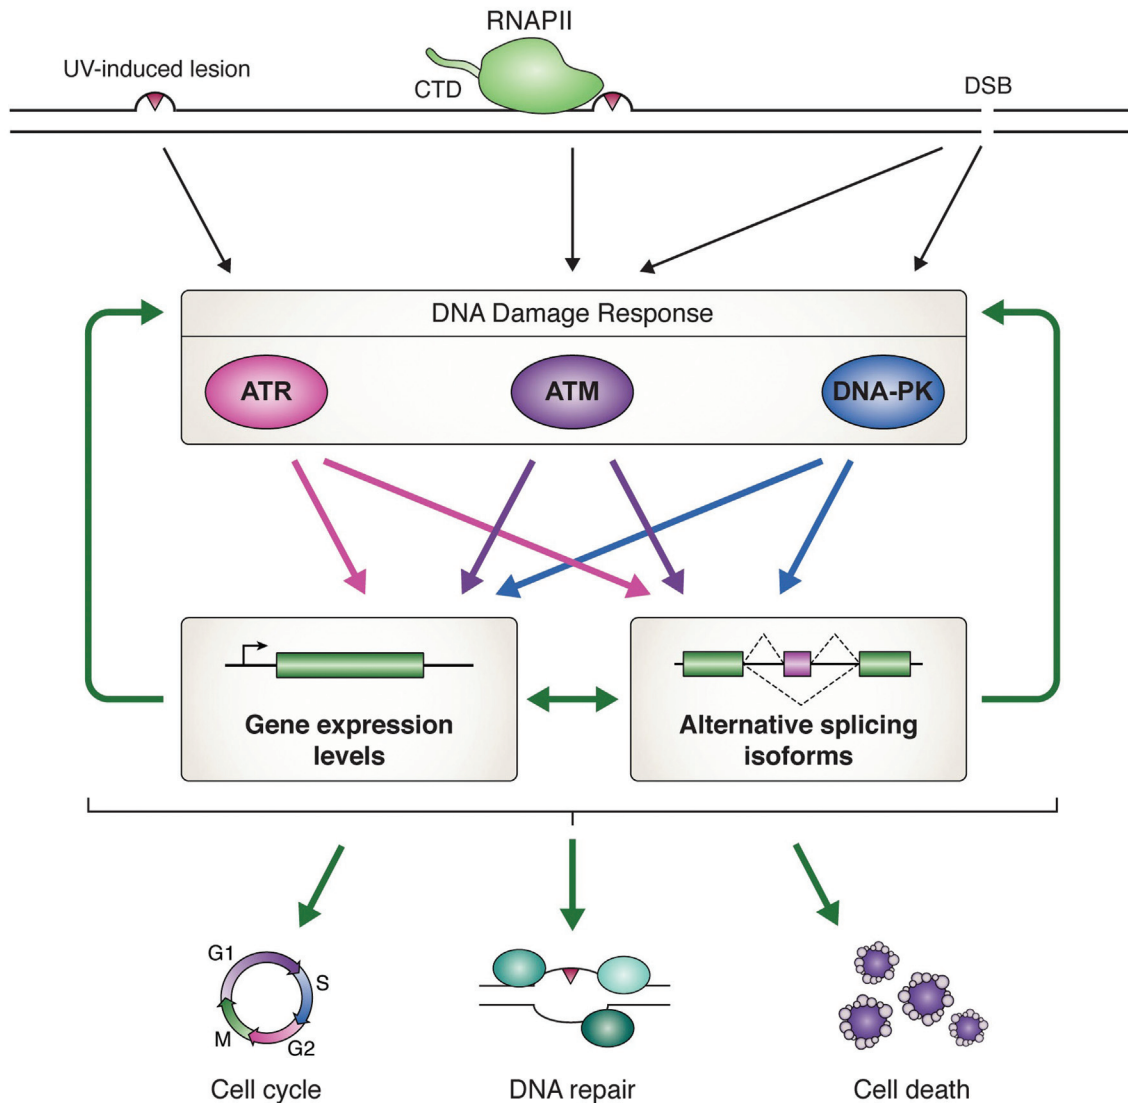 RNAPII
UV-induced lesion
CTD
DSB
DNA Damage Response
ATR
ATM
DNA-PK
Gene expression
levels
Alternative splicing
isoforms
G1
S
M
G2
Cell cycle
DNA repair
Cell death